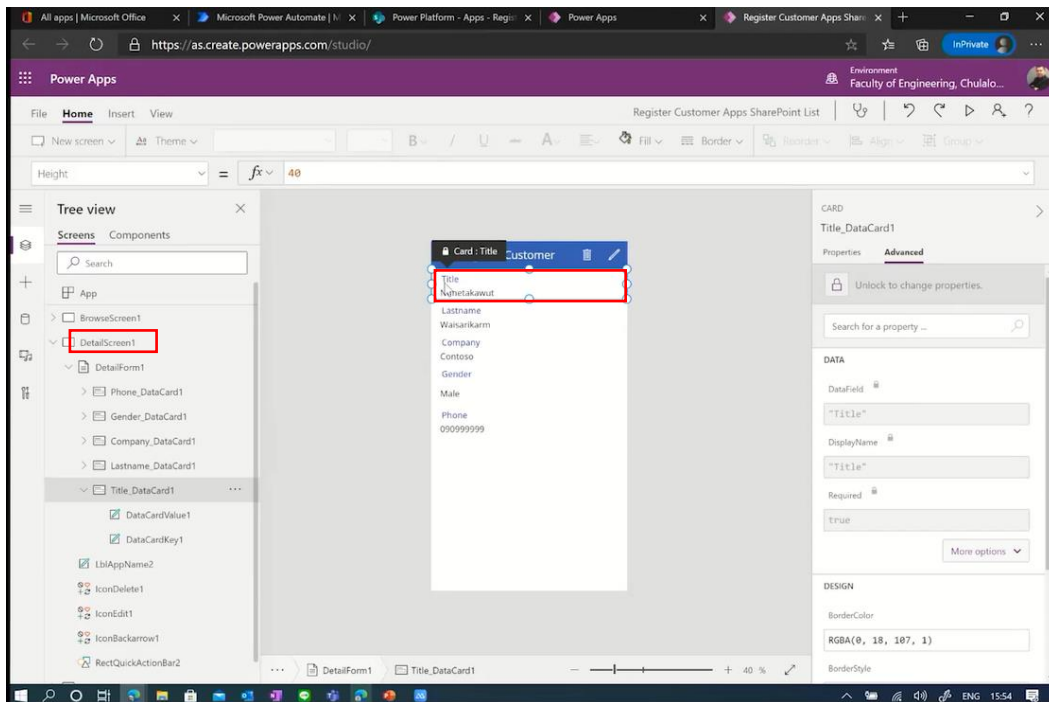 All apps | Microsoft Office
Microsoft Power Automate | M
Power Platform - Apps - Regist
Power Apps
Register Customer Apps Share
https://as.create.powerapps.com/studio/
InPrivate
Power Apps
Environment
Faculty of Engineering, Chulalo...
File Home Insert View
Register Customer Apps SharePoint List
New screen Theme B I U A Fill Border Reorder Align Group
Height = fx 40
Tree view
Screens Components
Search
App
BrowseScreen1
DetailScreen1
DetailForm1
Phone_DataCard1
Gender_DataCard1
Company_DataCard1
Lastname_DataCard1
Title_DataCard1
DataCardValue1
DataCardKey1
LblAppName2
IconDelete1
IconEdit1
IconBackarrow1
RectQuickActionBar2
Card : Title
Customer
Title
Lastname
Waisarikarm
Company
Contoso
Gender
Male
Phone
090999999
DetailForm1 Title_DataCard1
40 %
CARD
Title_DataCard1
Properties Advanced
Unlock to change properties.
Search for a property ...
DATA
DataField
"Title"
DisplayName
"Title"
Required
true
More options
DESIGN
BorderColor
RGBA(0, 18, 107, 1)
BorderStyle
ENG 15:54